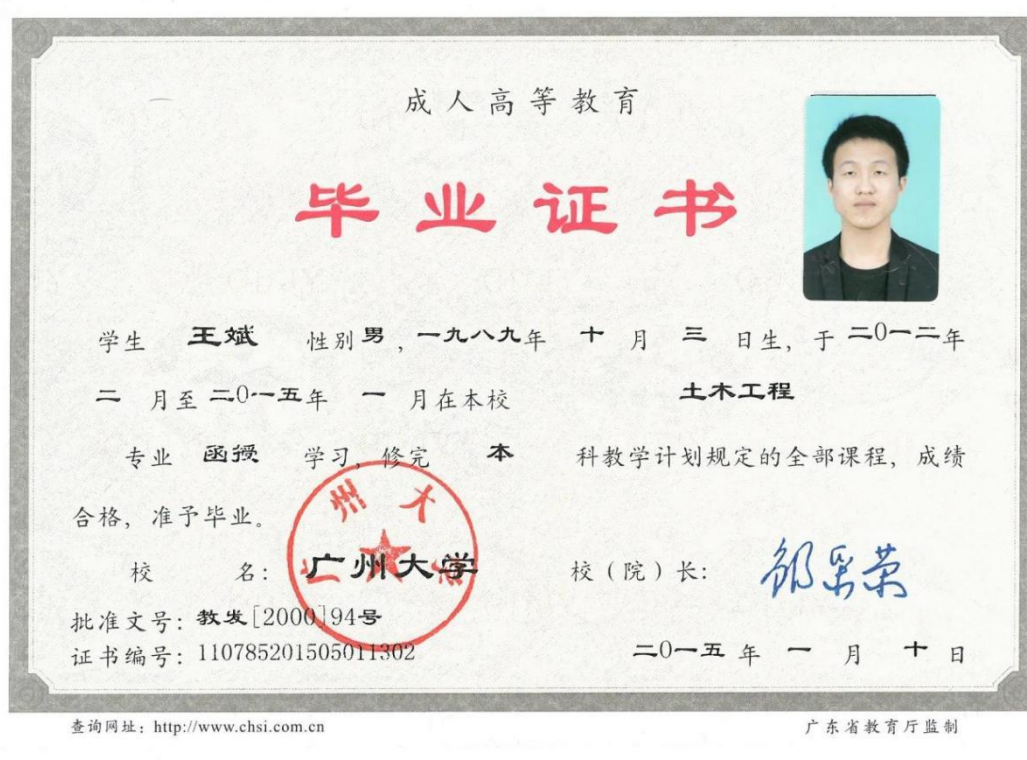 成人高等教育
毕业证书
学生 王斌 性别 男，一九八九年 十 月 三 日生，于 二0一二年
二 月至 二0一五年 一 月在本校 土木工程
专业 函授 学习，修完 本 科教学计划规定的全部课程，成绩
合格，准予毕业。
广州大学
校 名：广州大学 校（院）长：
批准文号：教发[2000]94号
证书编号：110785201505011302 二0一五 年 一 月 十 日
查询网址：http://www.chsi.com.cn 广东省教育厅监制